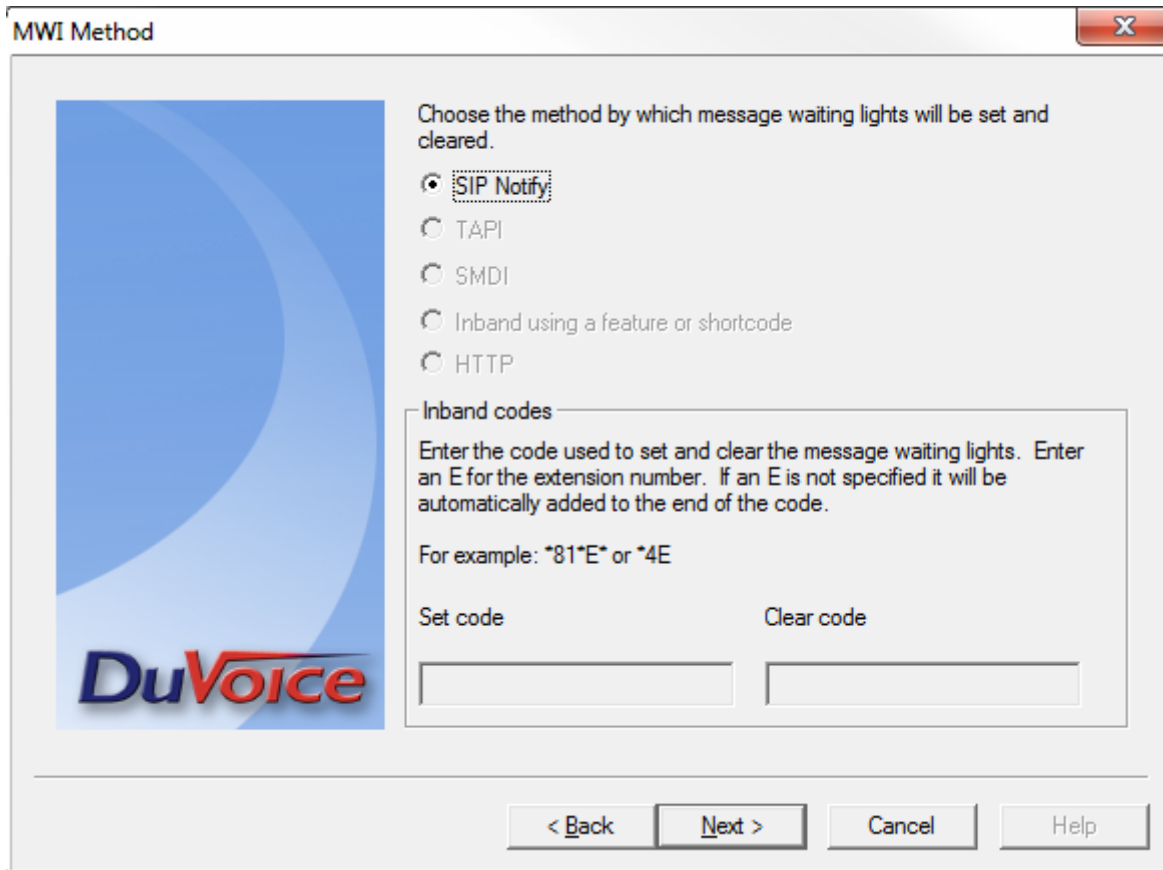 MWI Method
X
Choose the method by which message waiting lights will be set and
cleared.
SIP Notify
TAPI
SMDI
Inband using a feature or shortcode
HTTP
Inband codes
Enter the code used to set and clear the message waiting lights.  Enter
an E for the extension number.  If an E is not specified it will be
automatically added to the end of the code.
For example: *81*E* or *4E
Set code
Clear code
DuVoice
< Back
Next >
Cancel
Help